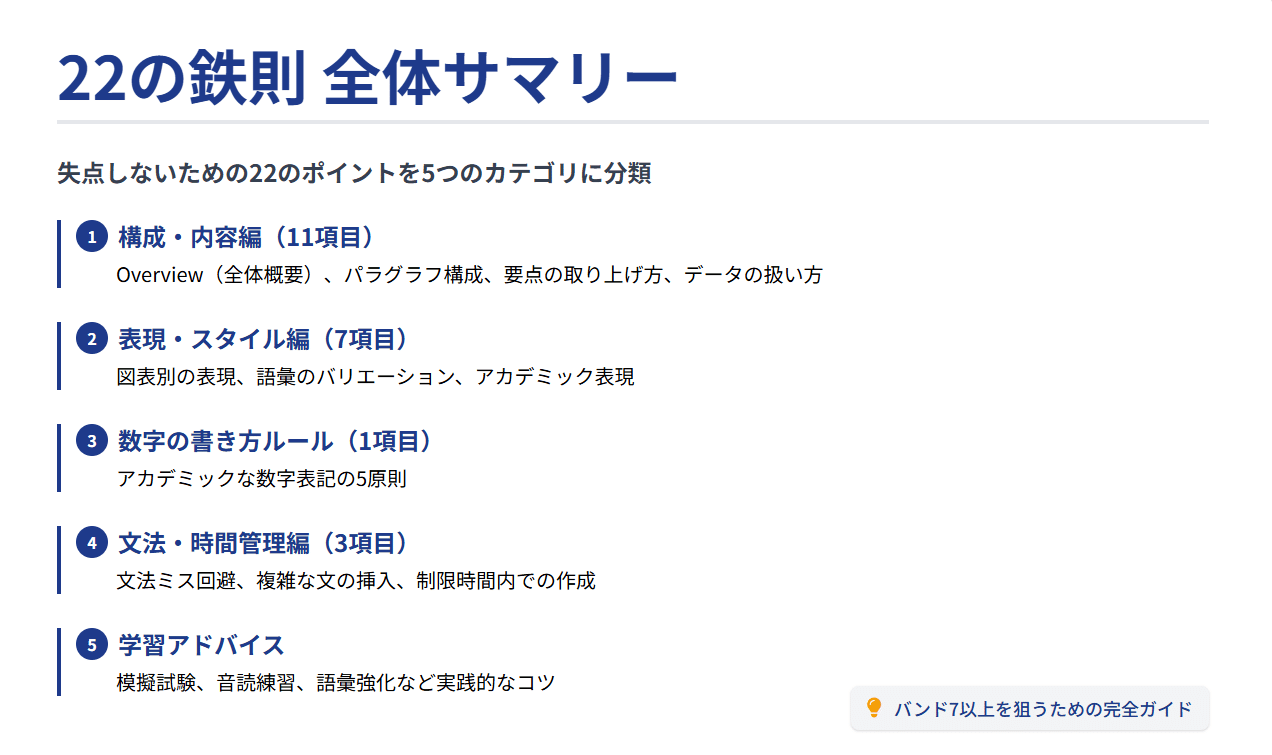 22の鉄則 全体サマリー
失点しないための22のポイントを5つのカテゴリに分類
1 構成・内容編（11項目）
Overview（全体概要）、パラグラフ構成、要点の取り上げ方、データの扱い方
2 表現・スタイル編（7項目）
図表別の表現、語彙のバリエーション、アカデミック表現
3 数字の書き方ルール（1項目）
アカデミックな数字表記の5原則
4 文法・時間管理編（3項目）
文法ミス回避、複雑な文の挿入、制限時間内での作成
5 学習アドバイス
模擬試験、音読練習、語彙強化など実践的なコツ
バンド7以上を狙うための完全ガイド